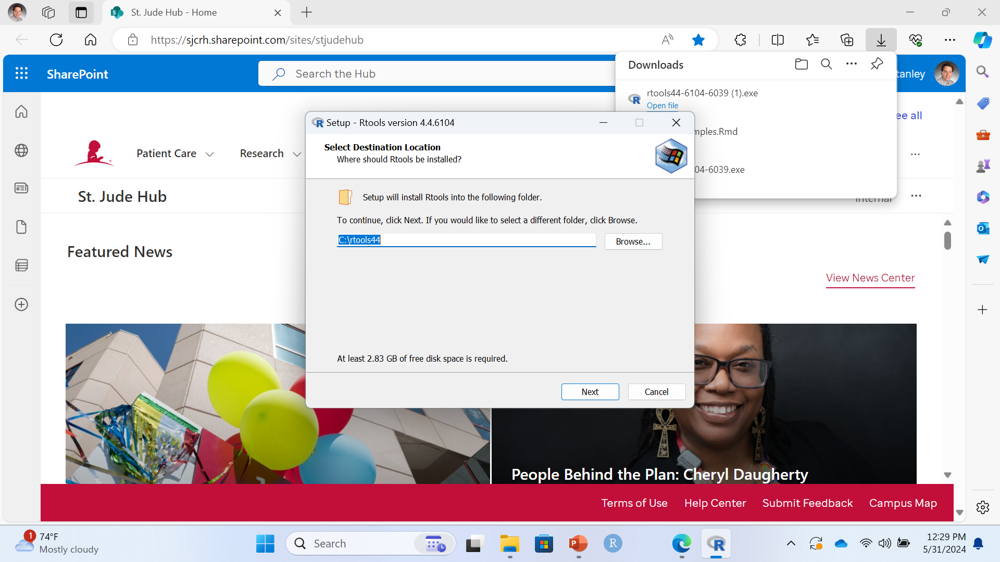 St. Jude Hub - Home
https://sjcrh.sharepoint.com/sites/stjudehub
SharePoint
Search the Hub
Downloads
rtools44-6104-6039 (1).exe
Open file
mples.Rmd
04-6039.exe
tanley
ee all
Patient Care
Research
St. Jude Hub
Internal
Setup - Rtools version 4.4.6104
Select Destination Location
Where should Rtools be installed?
Setup will install Rtools into the following folder.
To continue, click Next. If you would like to select a different folder, click Browse.
C:\rtools44
Browse...
At least 2.83 GB of free disk space is required.
Next
Cancel
Featured News
View News Center
People Behind the Plan: Cheryl Daugherty
Terms of Use
Help Center
Submit Feedback
Campus Map
1
74°F
Mostly cloudy
Search
12:29 PM
5/31/2024